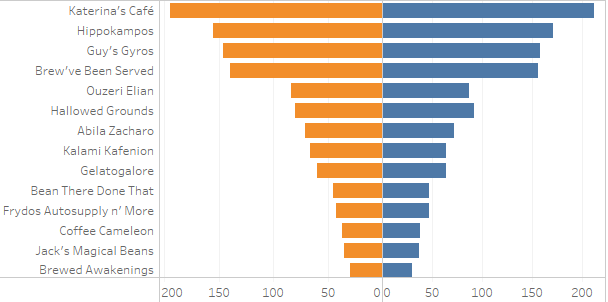 Katerina's Café
Hippokampos
Guy's Gyros
Brew've Been Served
Ouzeri Elian
Hallowed Grounds
Abila Zacharo
Kalami Kafenion
Gelatogalore
Bean There Done That
Frydos Autosupply n' More
Coffee Cameleon
Jack's Magical Beans
Brewed Awakenings
200 150 100 50 0 0 50 100 150 200